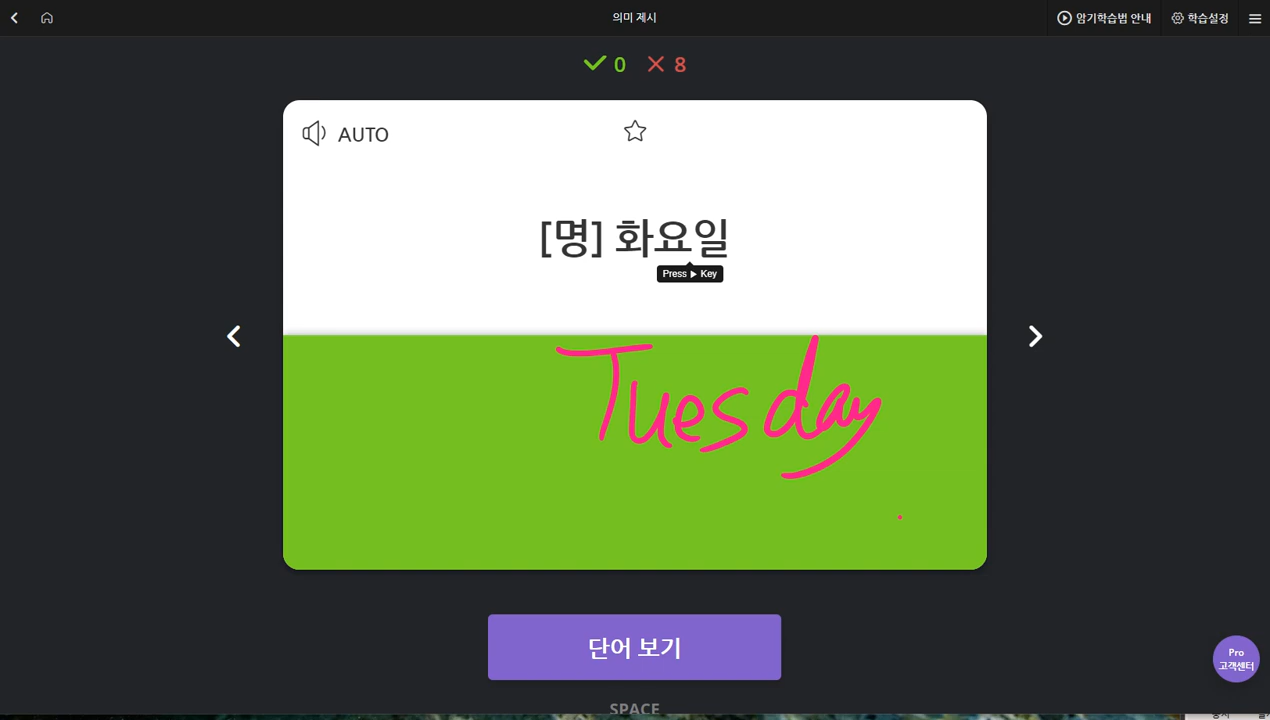 의미 제시
암기학습법 안내
학습설정
0 8
AUTO
[명] 화요일
Press ▶ Key
Tuesday
단어 보기
SPACE
Pro
고객센터